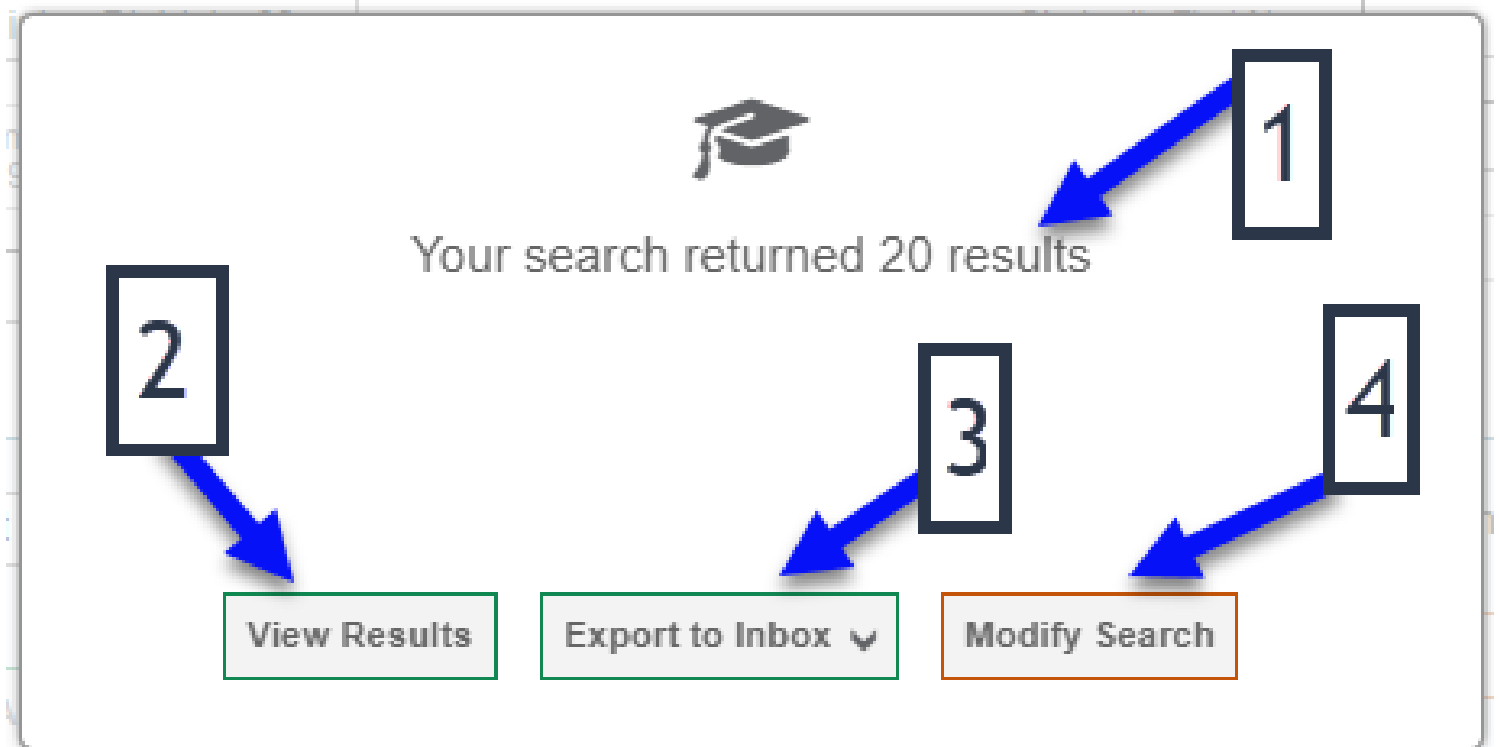 1
Your search returned 20 results
2
3
4
View Results
Export to Inbox
Modify Search